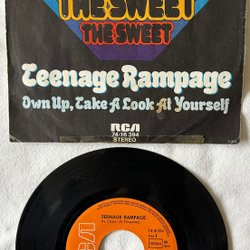 THE SWEET
THE SWEET
Teenage Rampage
Own Up, Take A Look At Yourself
RCA
74-16 394
STEREO
RCA
TEENAGE RAMPAGE